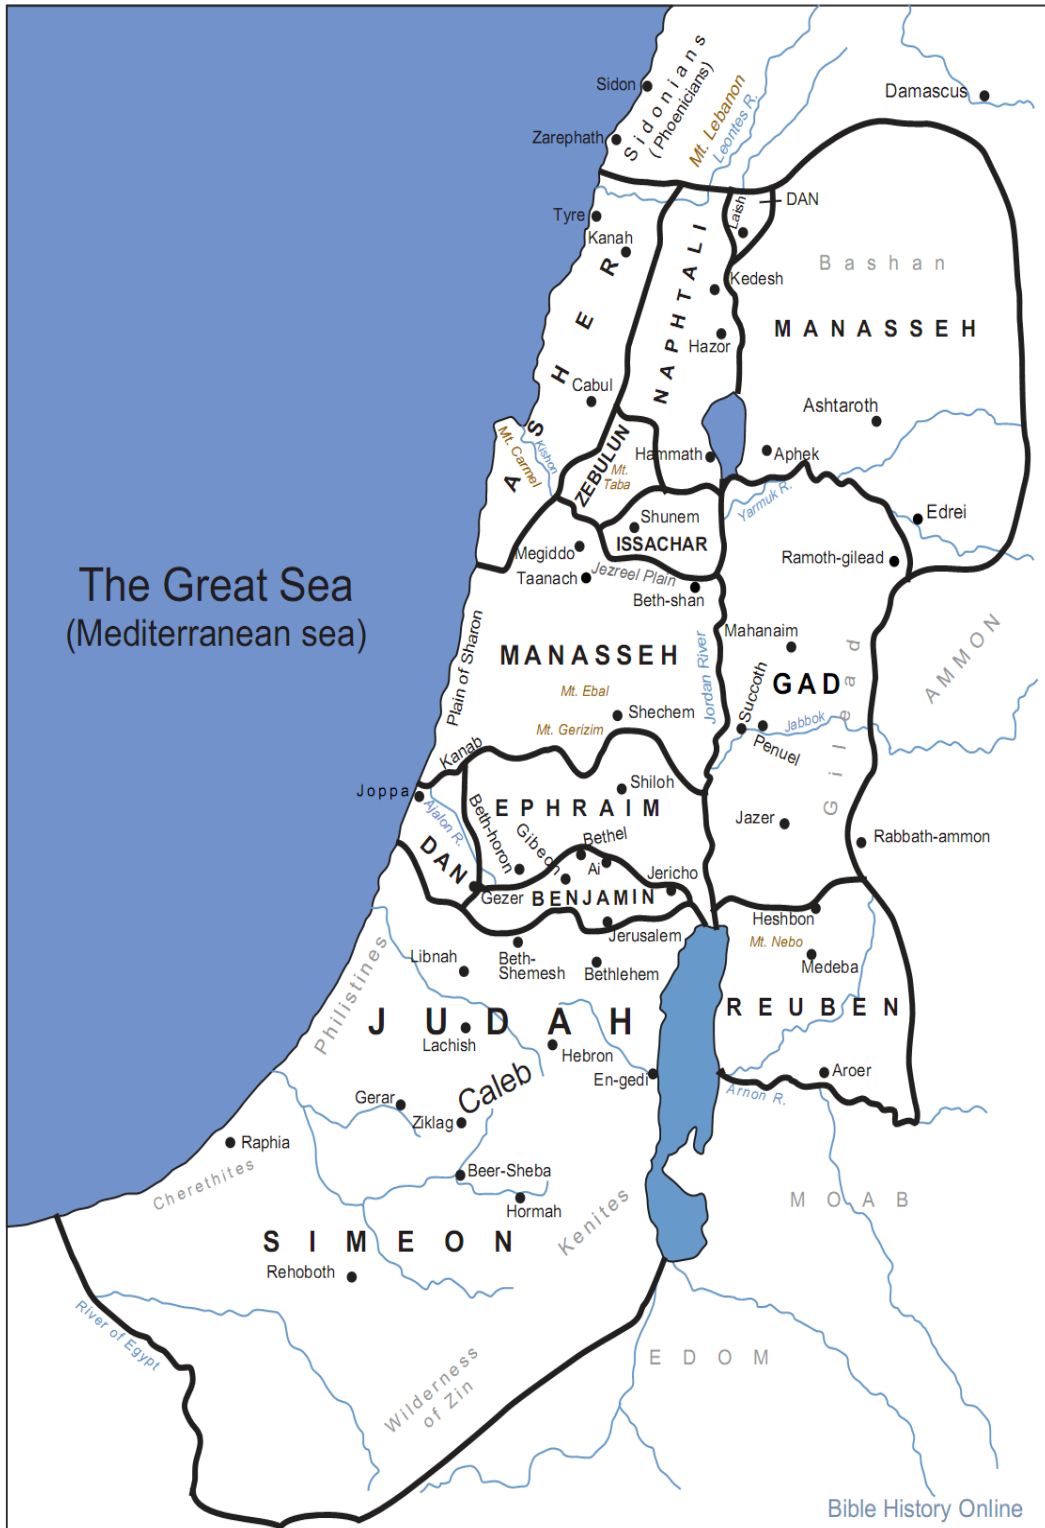 Sidon
Sidonians
(Phoenicians)
Mt. Lebanon
Leontes R.
Damascus
Zarephath
Tyre
Kanah
Laish
DAN
Bashan
Kedesh
NAPHTALI
MANASSEH
Hazor
ASHER
Cabul
Ashtaroth
Mt. Carmel
Kishon
ZEBULUN
Mt.
Taba
Hammath
Aphek
Yarmuk R.
Edrei
Shunem
ISSACHAR
Megiddo
Taanach
Jezreel Plain
Beth-shan
Ramoth-gilead
The Great Sea
(Mediterranean sea)
Plain of Sharon
MANASSEH
Jordan River
Mahanaim
GAD
Gilead
AMMON
Mt. Ebal
Shechem
Mt. Gerizim
Succoth
Jabbok
Penuel
Kanab
Joppa
Ajalon R.
Shiloh
EPHRAIM
Beth-horon
Gibeon
Bethel
Ai
Jazer
Rabbath-ammon
DAN
Gezer
BENJAMIN
Jericho
Heshbon
Jerusalem
Mt. Nebo
Medeba
Libnah
Beth-
Shemesh
Bethlehem
Philistines
JUDAH
REUBEN
Lachish
Hebron
En-gedi
Aroer
Arnon R.
Caleb
Gerar
Ziklag
Raphia
Cherethites
Beer-Sheba
Hormah
Kenites
MOAB
SIMEON
Rehoboth
River of Egypt
Wilderness
of Zin
EDOM
Bible History Online